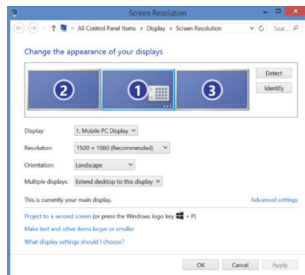 Screen Resolution
All Control Panel Items ▸ Display ▸ Screen Resolution
Sear...
Change the appearance of your displays
2
1
3
Detect
Identify
Display: 1. Mobile PC Display
Resolution: 1920 × 1080 (Recommended)
Orientation: Landscape
Multiple displays: Extend desktop to this display
This is currently your main display.
Advanced settings
Project to a second screen (or press the Windows logo key + P)
Make text and other items larger or smaller
What display settings should I choose?
OK
Cancel
Apply